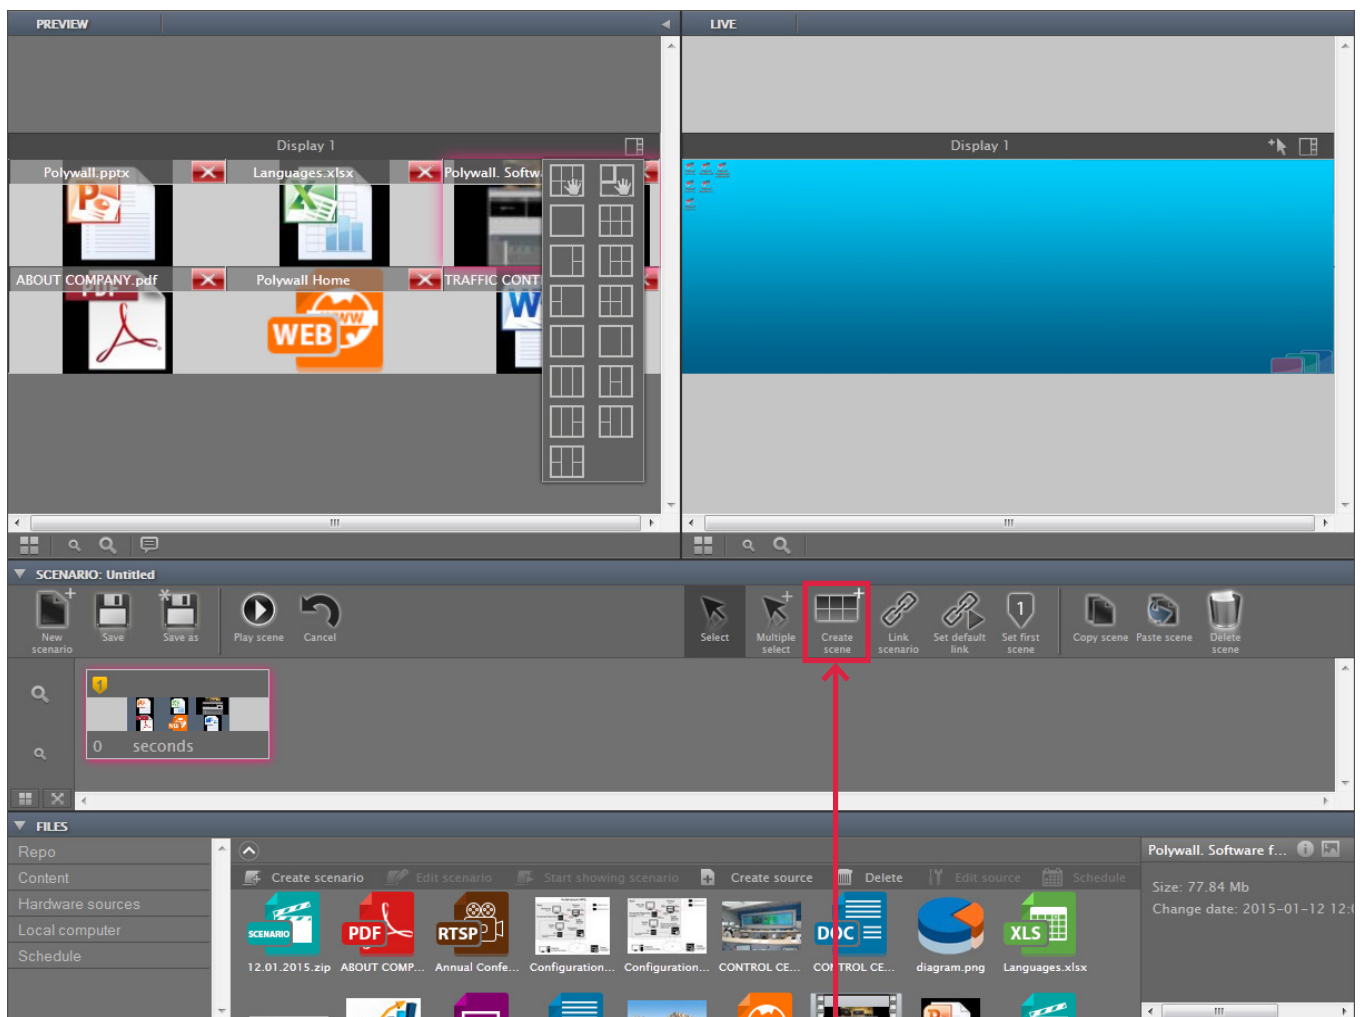 PREVIEW
LIVE
Display 1
Display 1
Polywall.pptx
Languages.xlsx
Polywall. Softw
ABOUT COMPANY.pdf
Polywall Home
TRAFFIC CONT
PDF
WWW
WEB
SCENARIO: Untitled
New
scenario
Save
Save as
Play scene
Cancel
Select
Multiple
select
Create
scene
Link
scenario
Set default
link
1
Set first
scene
Copy scene
Paste scene
Delete
scene
1
0 seconds
FILES
Repo
Content
Hardware sources
Local computer
Schedule
Create scenario
Edit scenario
Start showing scenario
Create source
Delete
Edit source
Schedule
SCENARIO
PDF
RTSP
DOC
XLS
12.01.2015.zip
ABOUT COMP...
Annual Confe...
Configuration...
Configuration...
CONTROL CE...
CONTROL CE...
diagram.png
Languages.xlsx
Polywall. Software f...
Size: 77.84 Mb
Change date: 2015-01-12 12: